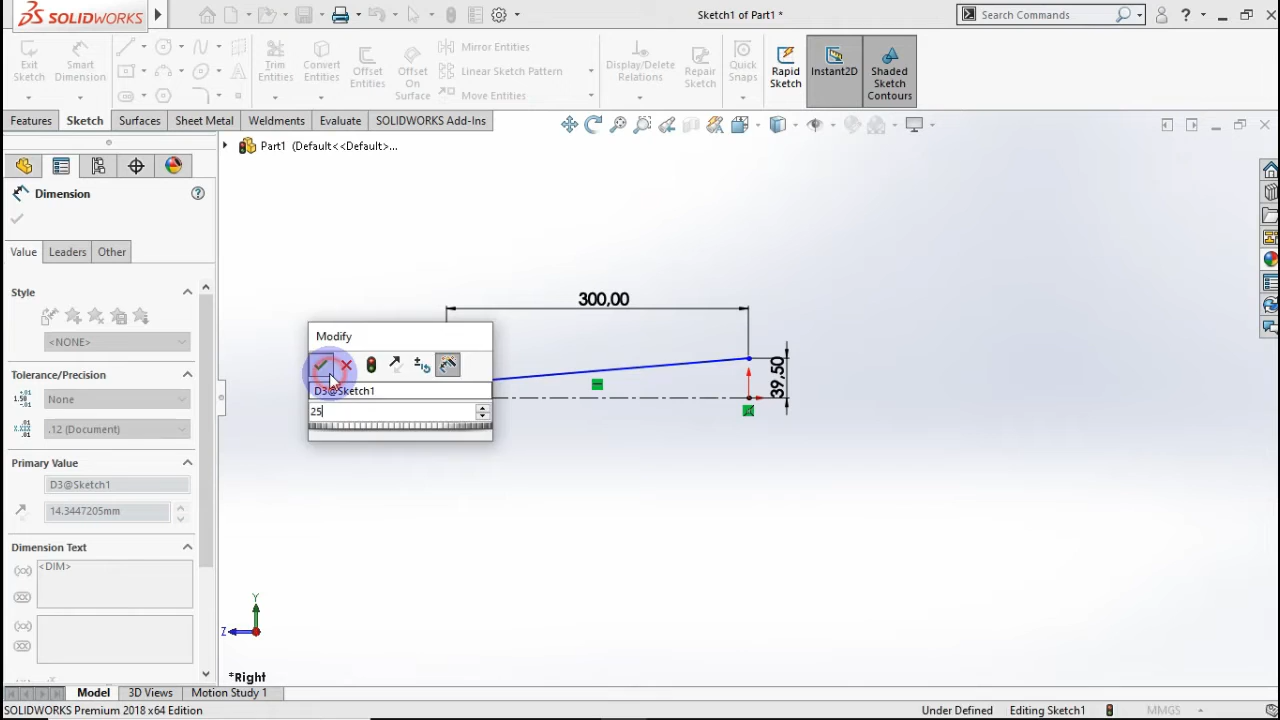 SOLIDWORKS
Sketch1 of Part1 *
Search Commands
?
Exit Sketch
Smart Dimension
Trim Entities
Convert Entities
Offset Entities
Offset On Surface
Mirror Entities
Linear Sketch Pattern
Move Entities
Display/Delete Relations
Repair Sketch
Quick Snaps
Rapid Sketch
Instant2D
Shaded Sketch Contours
Features
Sketch
Surfaces
Sheet Metal
Weldments
Evaluate
SOLIDWORKS Add-Ins
Part1 (Default<<Default>...
Dimension
Value
Leaders
Other
Style
<NONE>
Tolerance/Precision
None
.12 (Document)
Primary Value
D3@Sketch1
14.3447205mm
Dimension Text
<DIM>
Modify
D3@Sketch1
25
300,00
39,50
Y
Z
*Right
Model
3D Views
Motion Study 1
SOLIDWORKS Premium 2018 x64 Edition
Under Defined
Editing Sketch1
MMGS